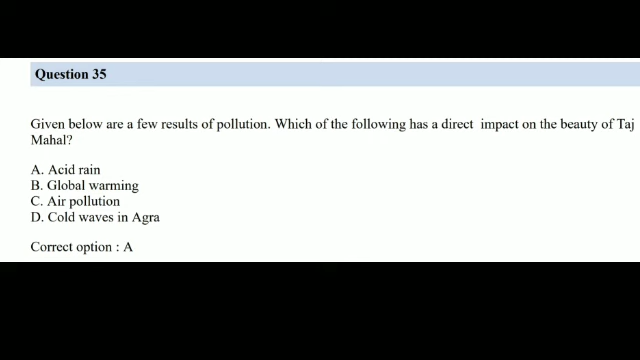 Question 35
Given below are a few results of pollution. Which of the following has a direct impact on the beauty of Taj
Mahal?
A. Acid rain
B. Global warming
C. Air pollution
D. Cold waves in Agra
Correct option : A